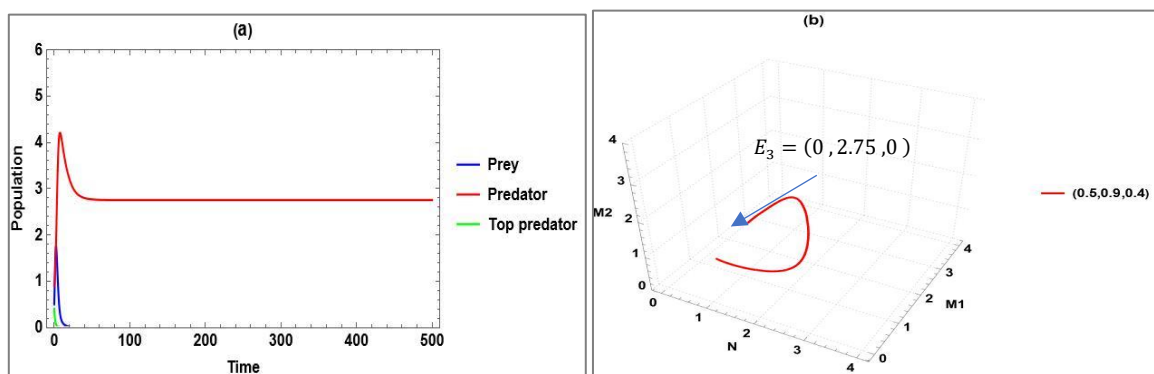 (a)
6
5
4
3
2
1
0
Population
0 100 200 300 400 500
Time
Prey
Predator
Top predator
(b)
4
3
2
1
0
M2
E₃ = (0 , 2.75 ,0 )
0
1
2
3
4
N
4
3
2
1
0
M1
(0.5,0.9,0.4)